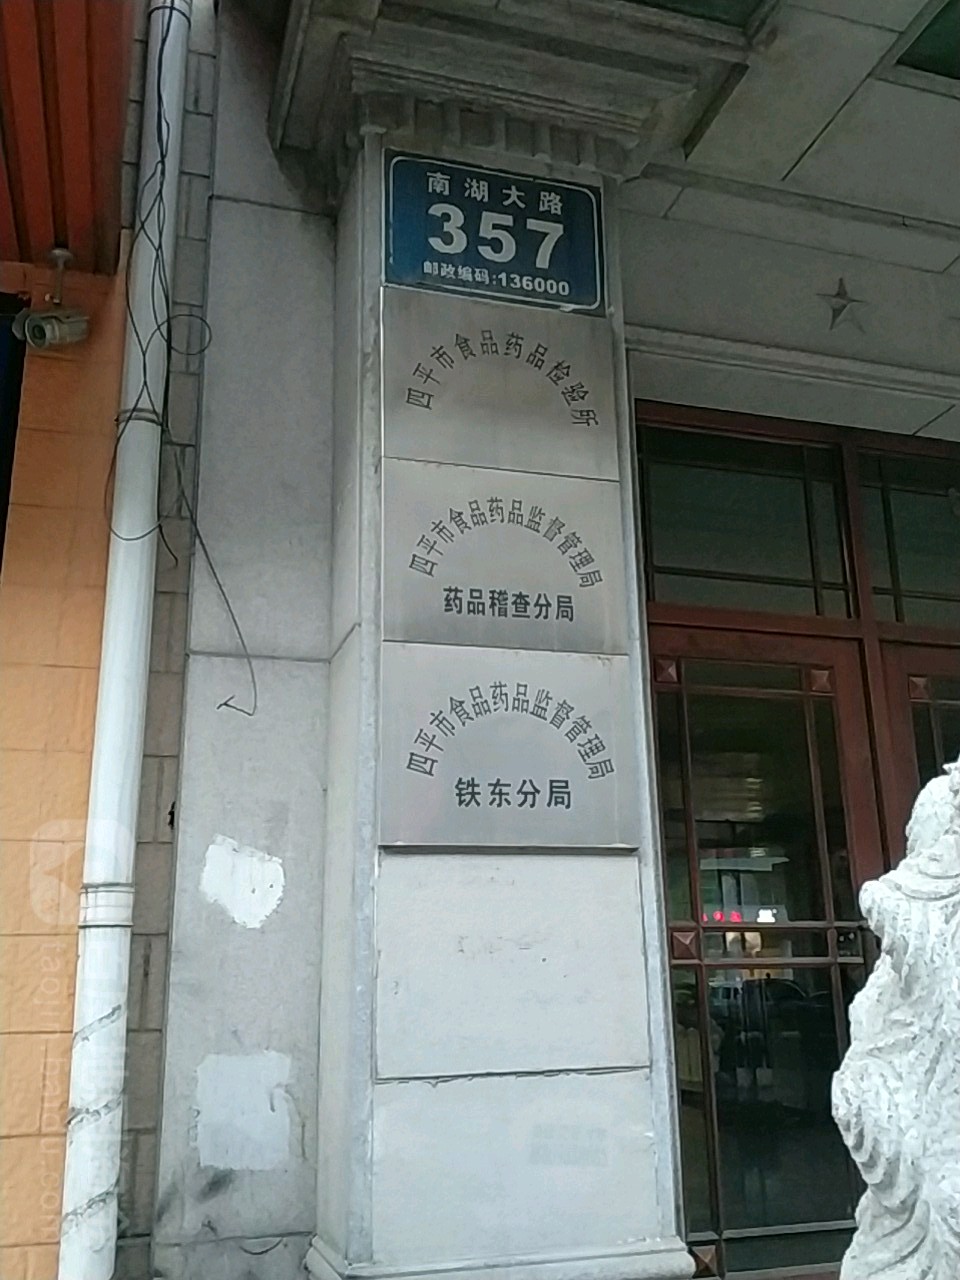 南湖大路
357
邮政编码:136000
四平市食品药品检验所
四平市食品药品监督管理局
药品稽查分局
四平市食品药品监督管理局
铁东分局